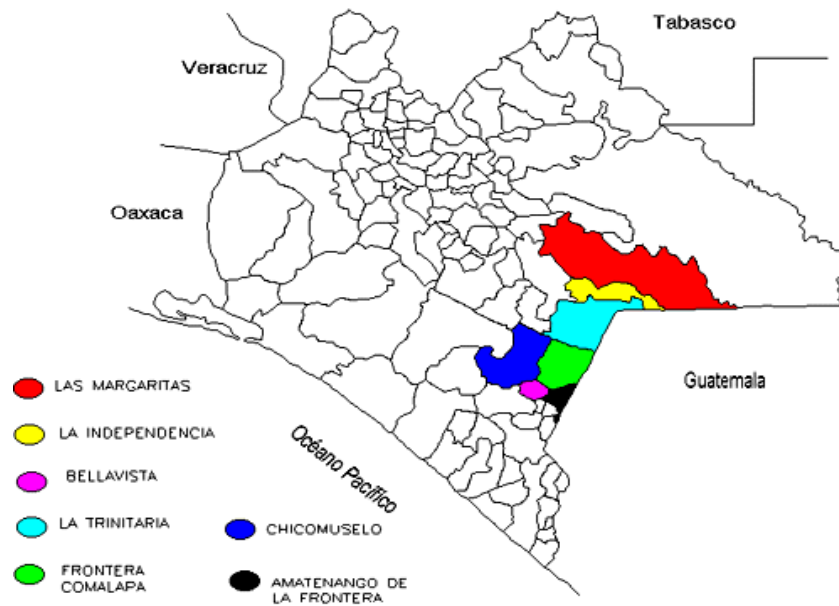 Tabasco
Veracruz
Oaxaca
Guatemala
Océano Pacífico
LAS MARGARITAS
LA INDEPENDENCIA
BELLAVISTA
LA TRINITARIA
FRONTERA
COMALAPA
CHICOMUSELO
AMATENANGO DE
LA FRONTERA